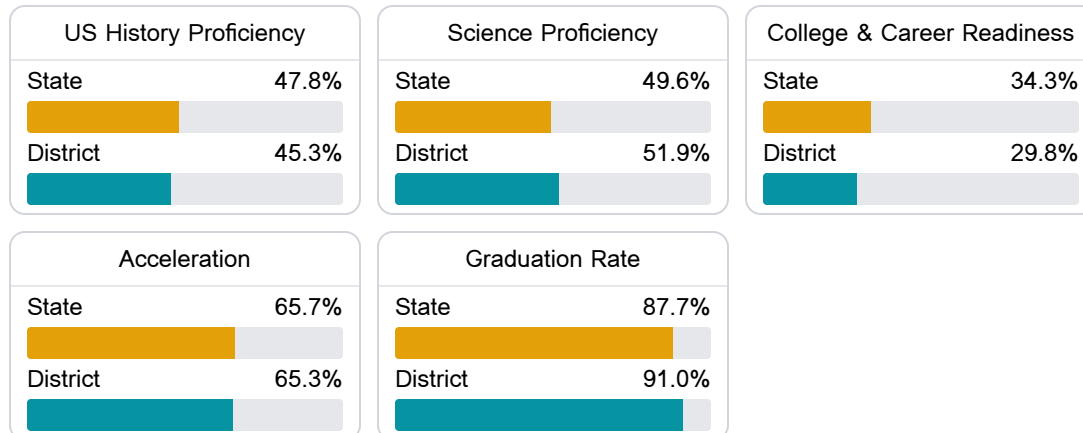 US History Proficiency
State 47.8%
District 45.3%
Science Proficiency
State 49.6%
District 51.9%
College & Career Readiness
State 34.3%
District 29.8%
Acceleration
State 65.7%
District 65.3%
Graduation Rate
State 87.7%
District 91.0%